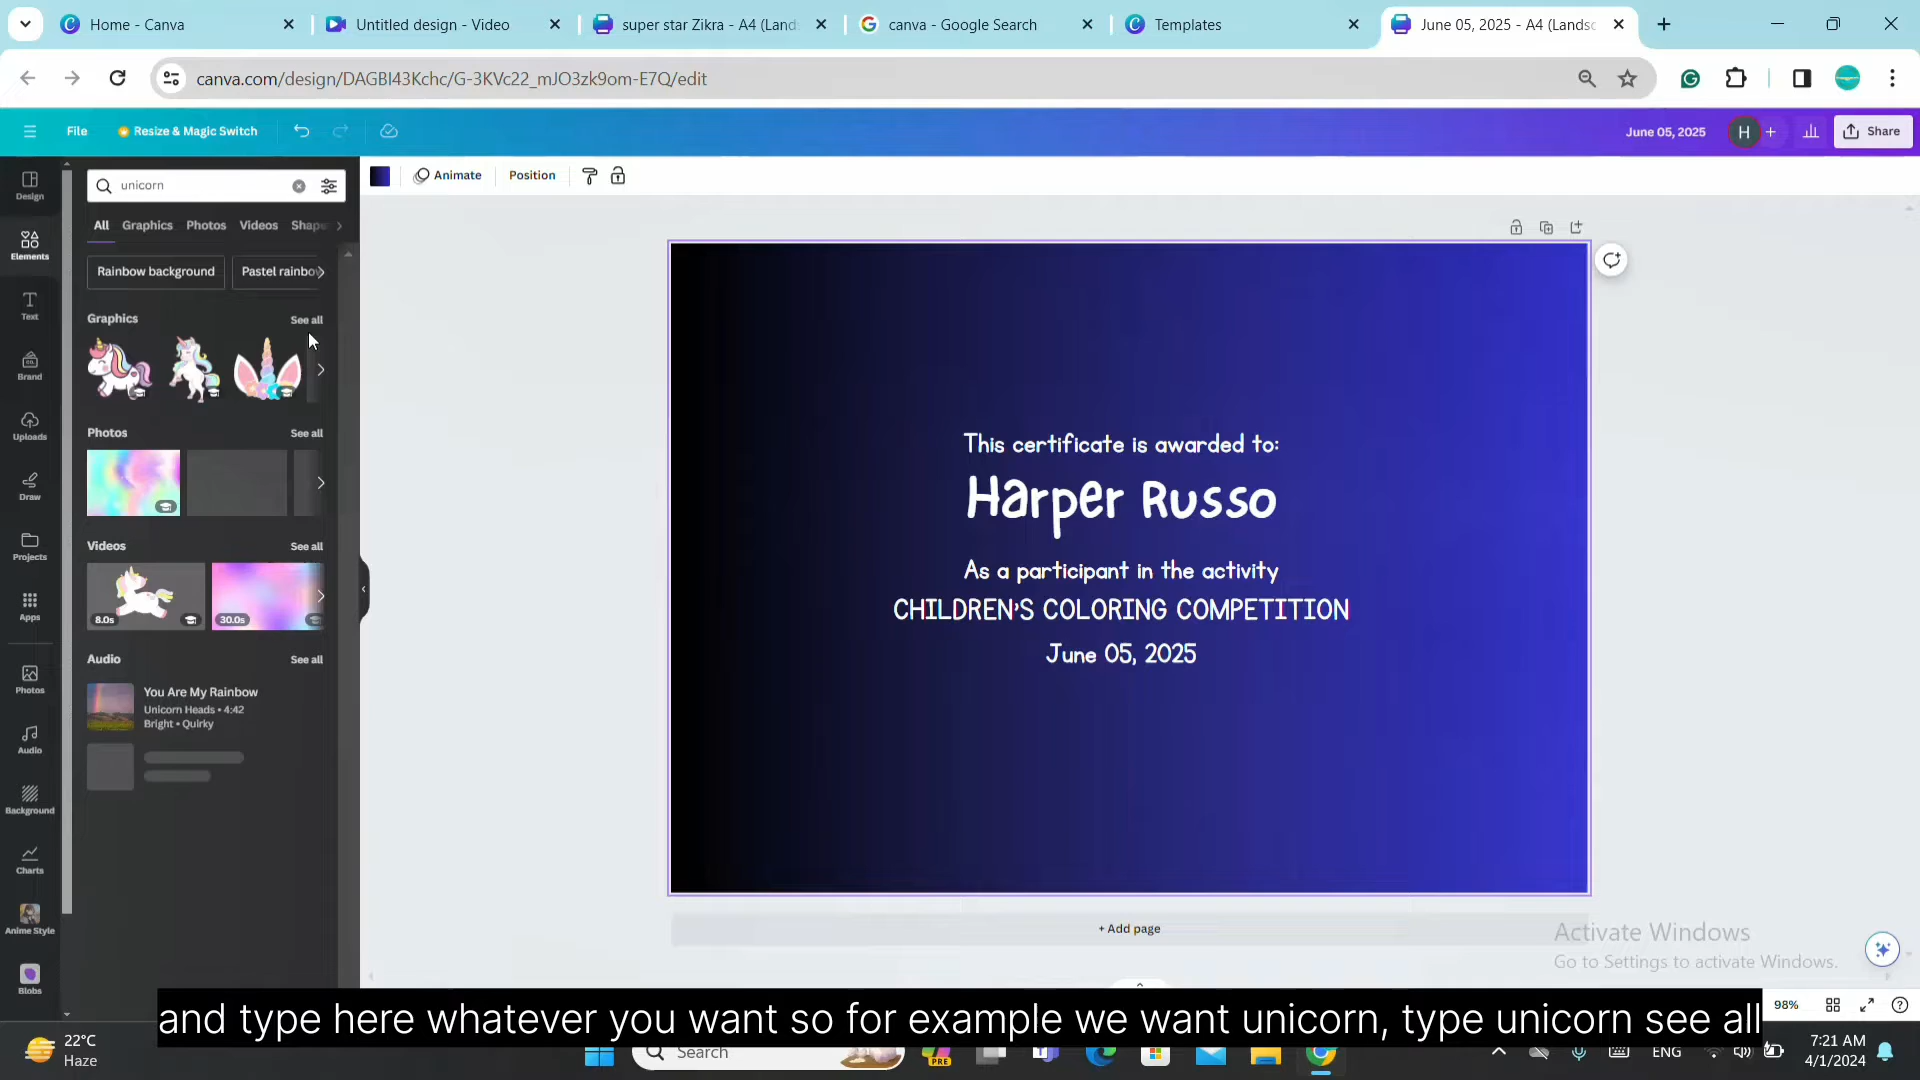 Home - Canva
Untitled design - Video
super star Zikra - A4 (Land
canva - Google Search
Templates
June 05, 2025 - A4 (Landsc
canva.com/design/DAGBI43Kchc/G-3KVc22_mJO3zk9om-E7Q/edit
File
Resize & Magic Switch
June 05, 2025
H
Share
unicorn
Animate
Position
Design
Elements
Text
Brand
Uploads
Draw
Projects
Apps
Photos
Audio
Background
Charts
Anime Style
Blobs
All
Graphics
Photos
Videos
Shap
Rainbow background
Pastel rainbo
Graphics
See all
Photos
See all
Videos
See all
8.0s
30.0s
Audio
See all
You Are My Rainbow
Unicorn Heads • 4:42
Bright • Quirky
This certificate is awarded to:
Harper Russo
As a participant in the activity
CHILDREN'S COLORING COMPETITION
June 05, 2025
+ Add page
Activate Windows
Go to Settings to activate Windows.
98%
and type here whatever you want so for example we want unicorn, type unicorn see all
22°C
Haze
Search
PRE
ENG
7:21 AM
4/1/2024